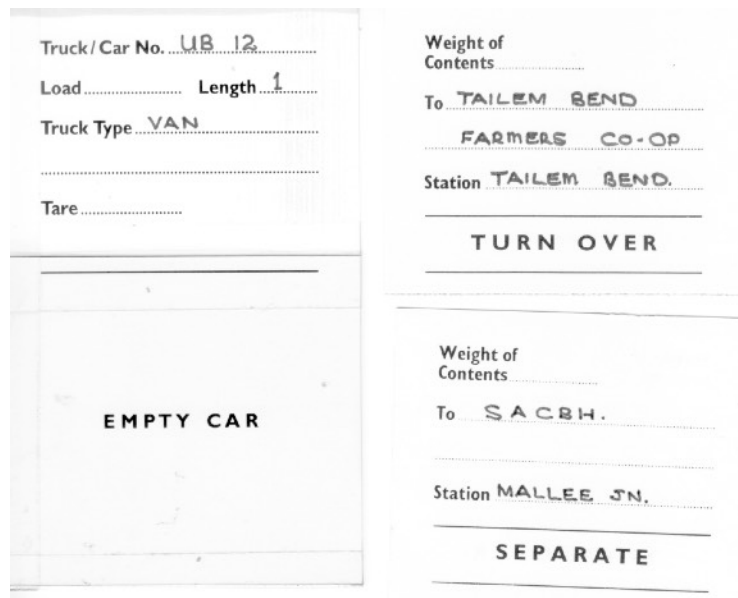 Truck/Car No. UB 12
Load Length 1
Truck Type VAN
Tare
EMPTY CAR
Weight of
Contents
To TAILEM BEND
FARMERS CO-OP
Station TAILEM BEND.
TURN OVER
Weight of
Contents
To SACBH.
Station MALLEE JN.
SEPARATE